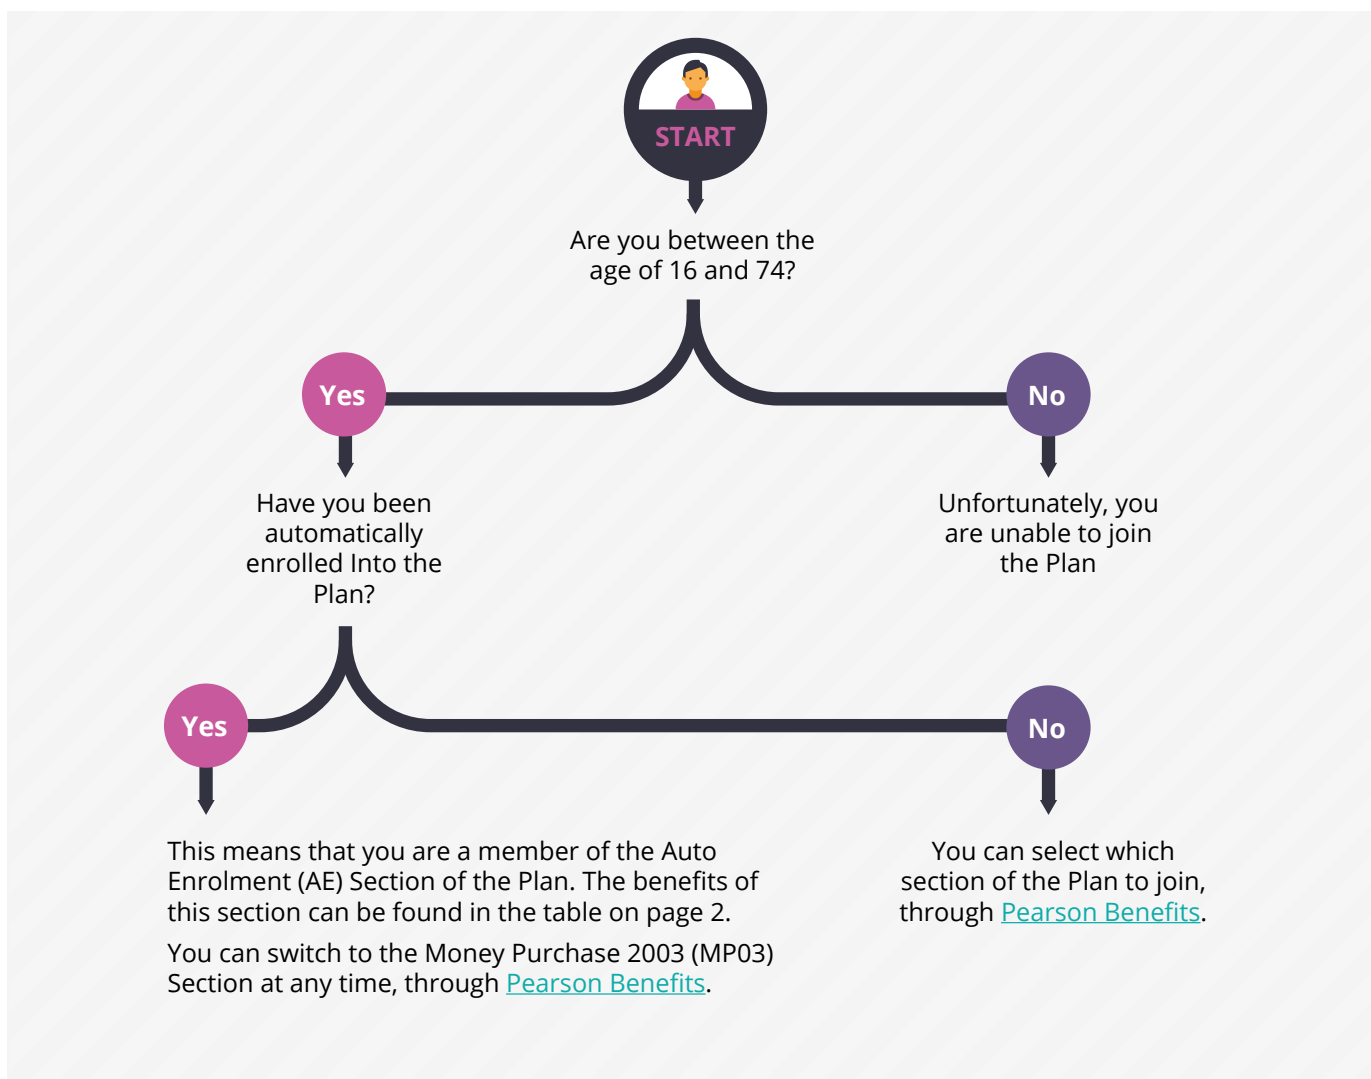 START
Are you between the
age of 16 and 74?
Yes
No
Have you been
automatically
enrolled Into the
Plan?
Unfortunately, you
are unable to join
the Plan
Yes
No
This means that you are a member of the Auto
Enrolment (AE) Section of the Plan. The benefits of
this section can be found in the table on page 2.
You can switch to the Money Purchase 2003 (MP03)
Section at any time, through Pearson Benefits.
You can select which
section of the Plan to join,
through Pearson Benefits.